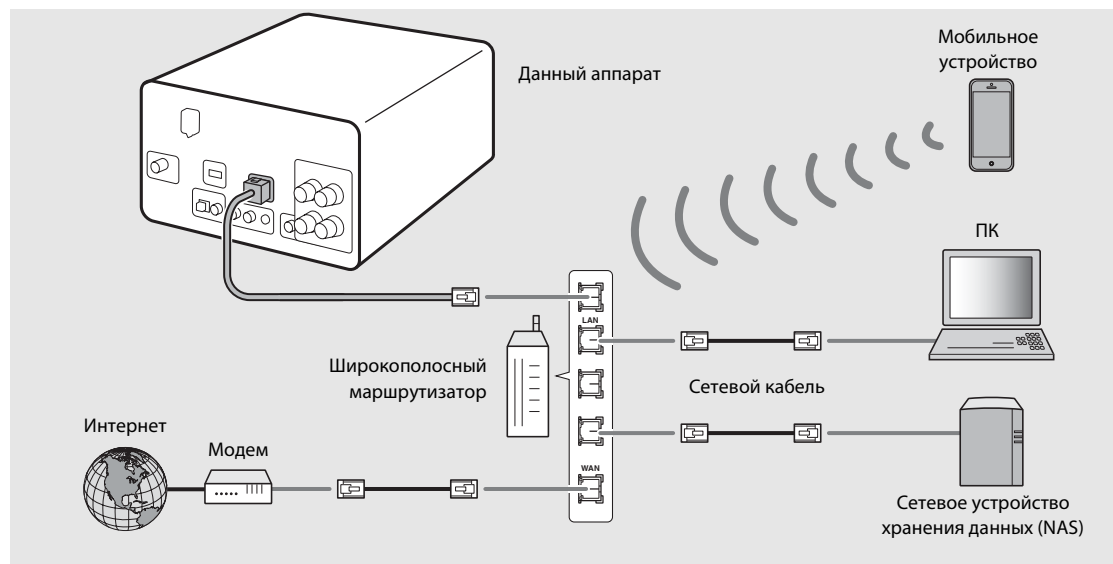 Мобильное
устройство
Данный аппарат
ПК
LAN
Широкополосный
маршрутизатор
Сетевой кабель
Интернет
Модем
WAN
Сетевое устройство
хранения данных (NAS)